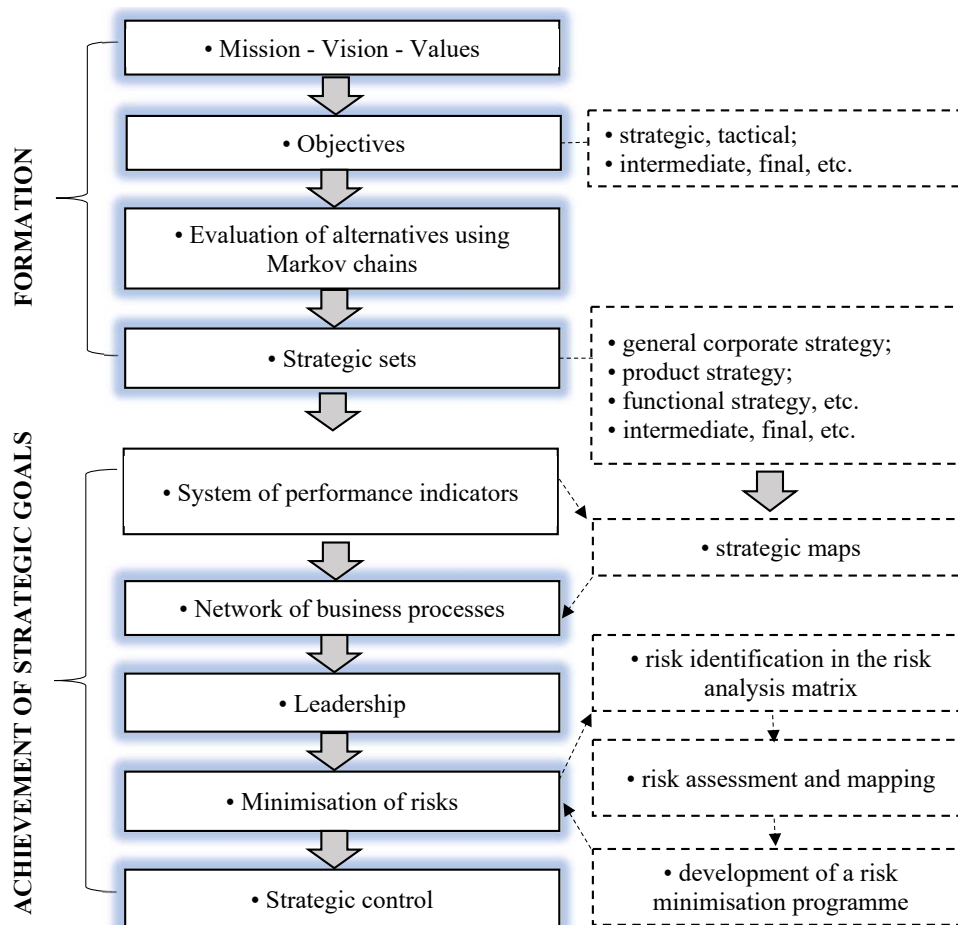 FORMATION
• Mission - Vision - Values
• Objectives
• strategic, tactical;
• intermediate, final, etc.
• Evaluation of alternatives using
Markov chains
• Strategic sets
• general corporate strategy;
• product strategy;
• functional strategy, etc.
• intermediate, final, etc.
ACHIEVEMENT OF STRATEGIC GOALS
• System of performance indicators
• strategic maps
• Network of business processes
• Leadership
• risk identification in the risk
analysis matrix
• Minimisation of risks
• risk assessment and mapping
• Strategic control
• development of a risk
minimisation programme